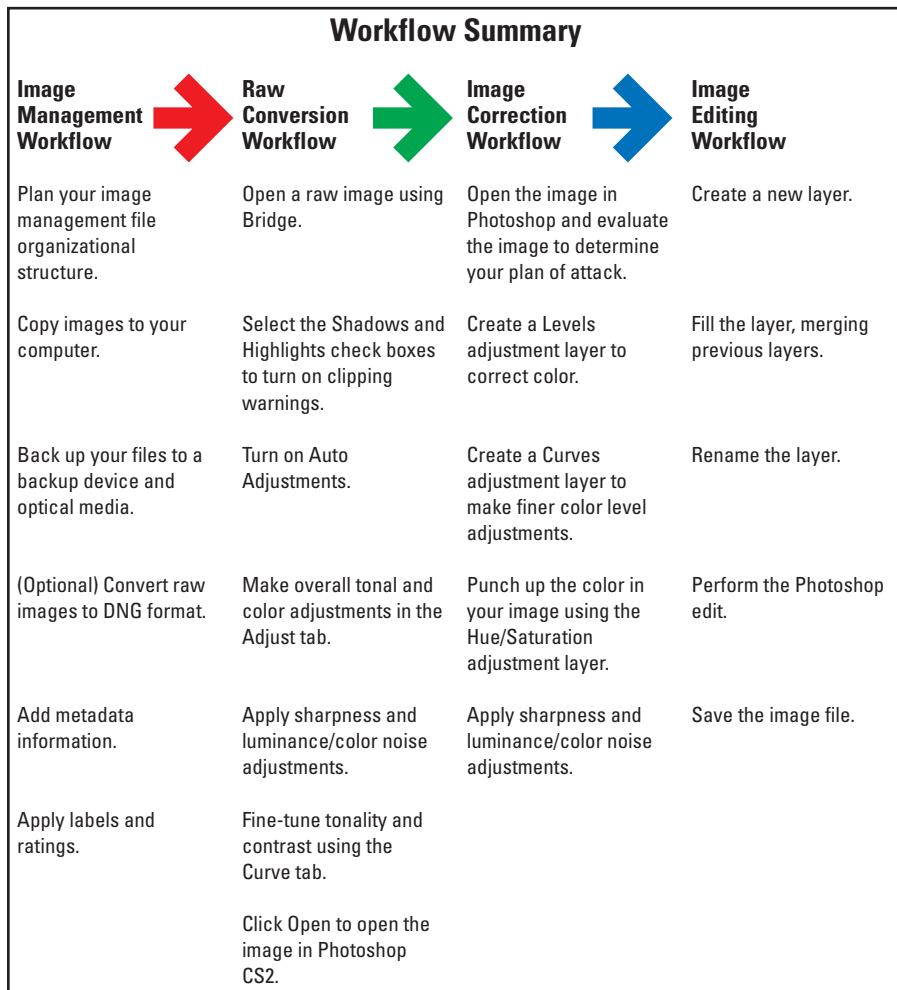 Workflow Summary
Image
Management
Workflow
Raw
Conversion
Workflow
Image
Correction
Workflow
Image
Editing
Workflow
Plan your image
management file
organizational
structure.
Open a raw image using
Bridge.
Open the image in
Photoshop and evaluate
the image to determine
your plan of attack.
Create a new layer.
Copy images to your
computer.
Select the Shadows and
Highlights check boxes
to turn on clipping
warnings.
Create a Levels
adjustment layer to
correct color.
Fill the layer, merging
previous layers.
Back up your files to a
backup device and
optical media.
Turn on Auto
Adjustments.
Create a Curves
adjustment layer to
make finer color level
adjustments.
Rename the layer.
(Optional) Convert raw
images to DNG format.
Make overall tonal and
color adjustments in the
Adjust tab.
Punch up the color in
your image using the
Hue/Saturation
adjustment layer.
Perform the Photoshop
edit.
Add metadata
information.
Apply sharpness and
luminance/color noise
adjustments.
Apply sharpness and
luminance/color noise
adjustments.
Save the image file.
Apply labels and
ratings.
Fine-tune tonality and
contrast using the
Curve tab.
Click Open to open the
image in Photoshop
CS2.